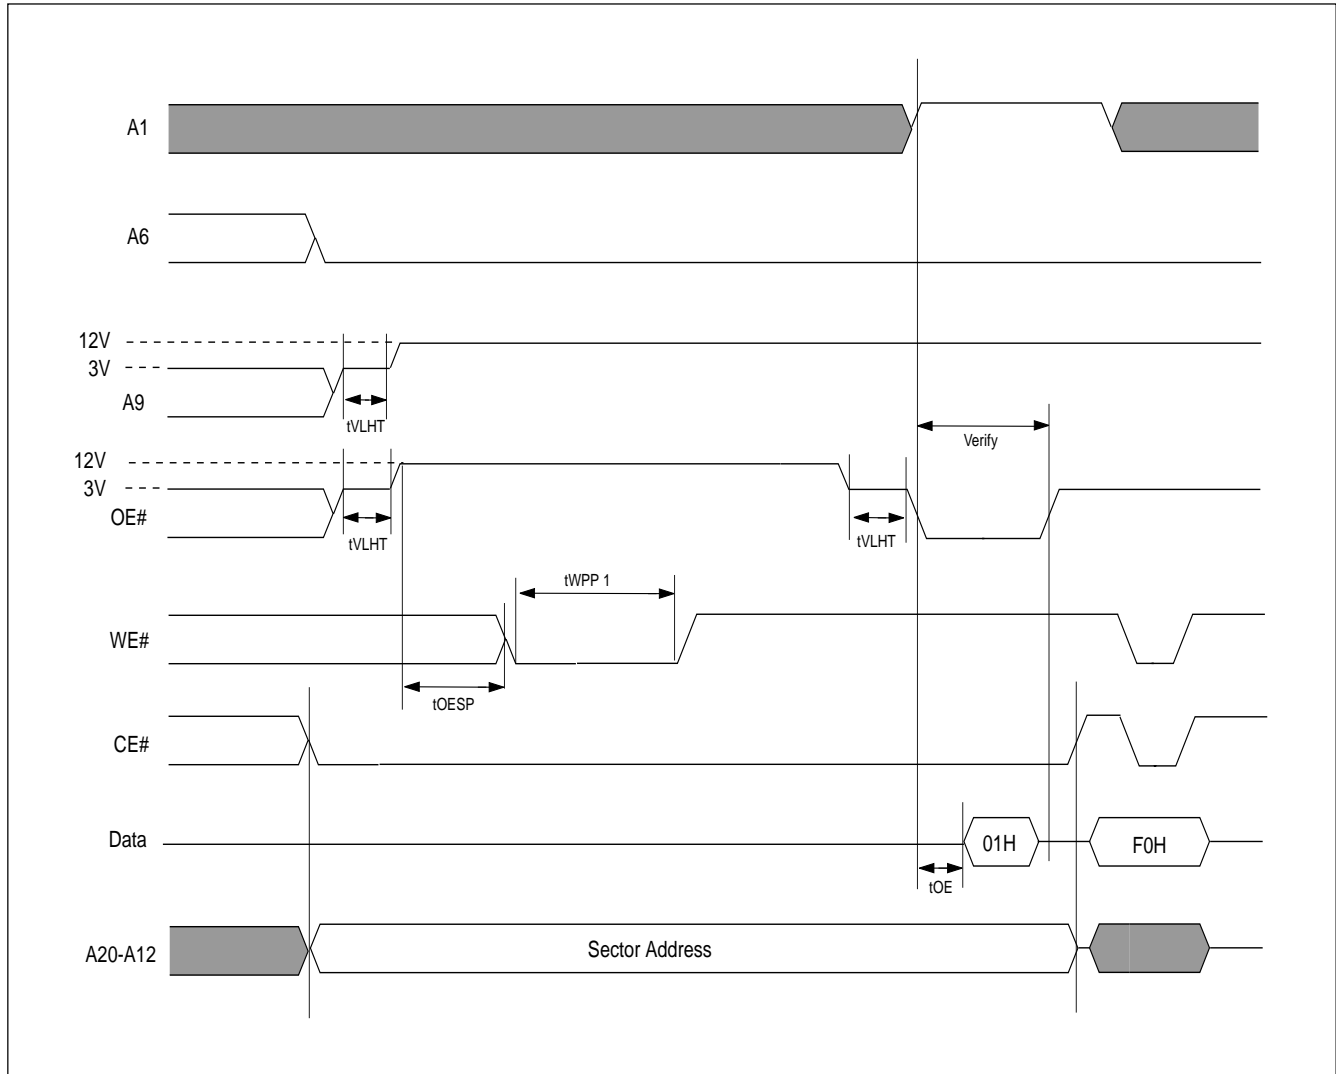 A1
A6
12V
3V
A9
tVLHT
Verify
12V
3V
OE#
tVLHT
tVLHT
tWPP 1
WE#
tOESP
CE#
Data
01H
F0H
tOE
A20-A12
Sector Address